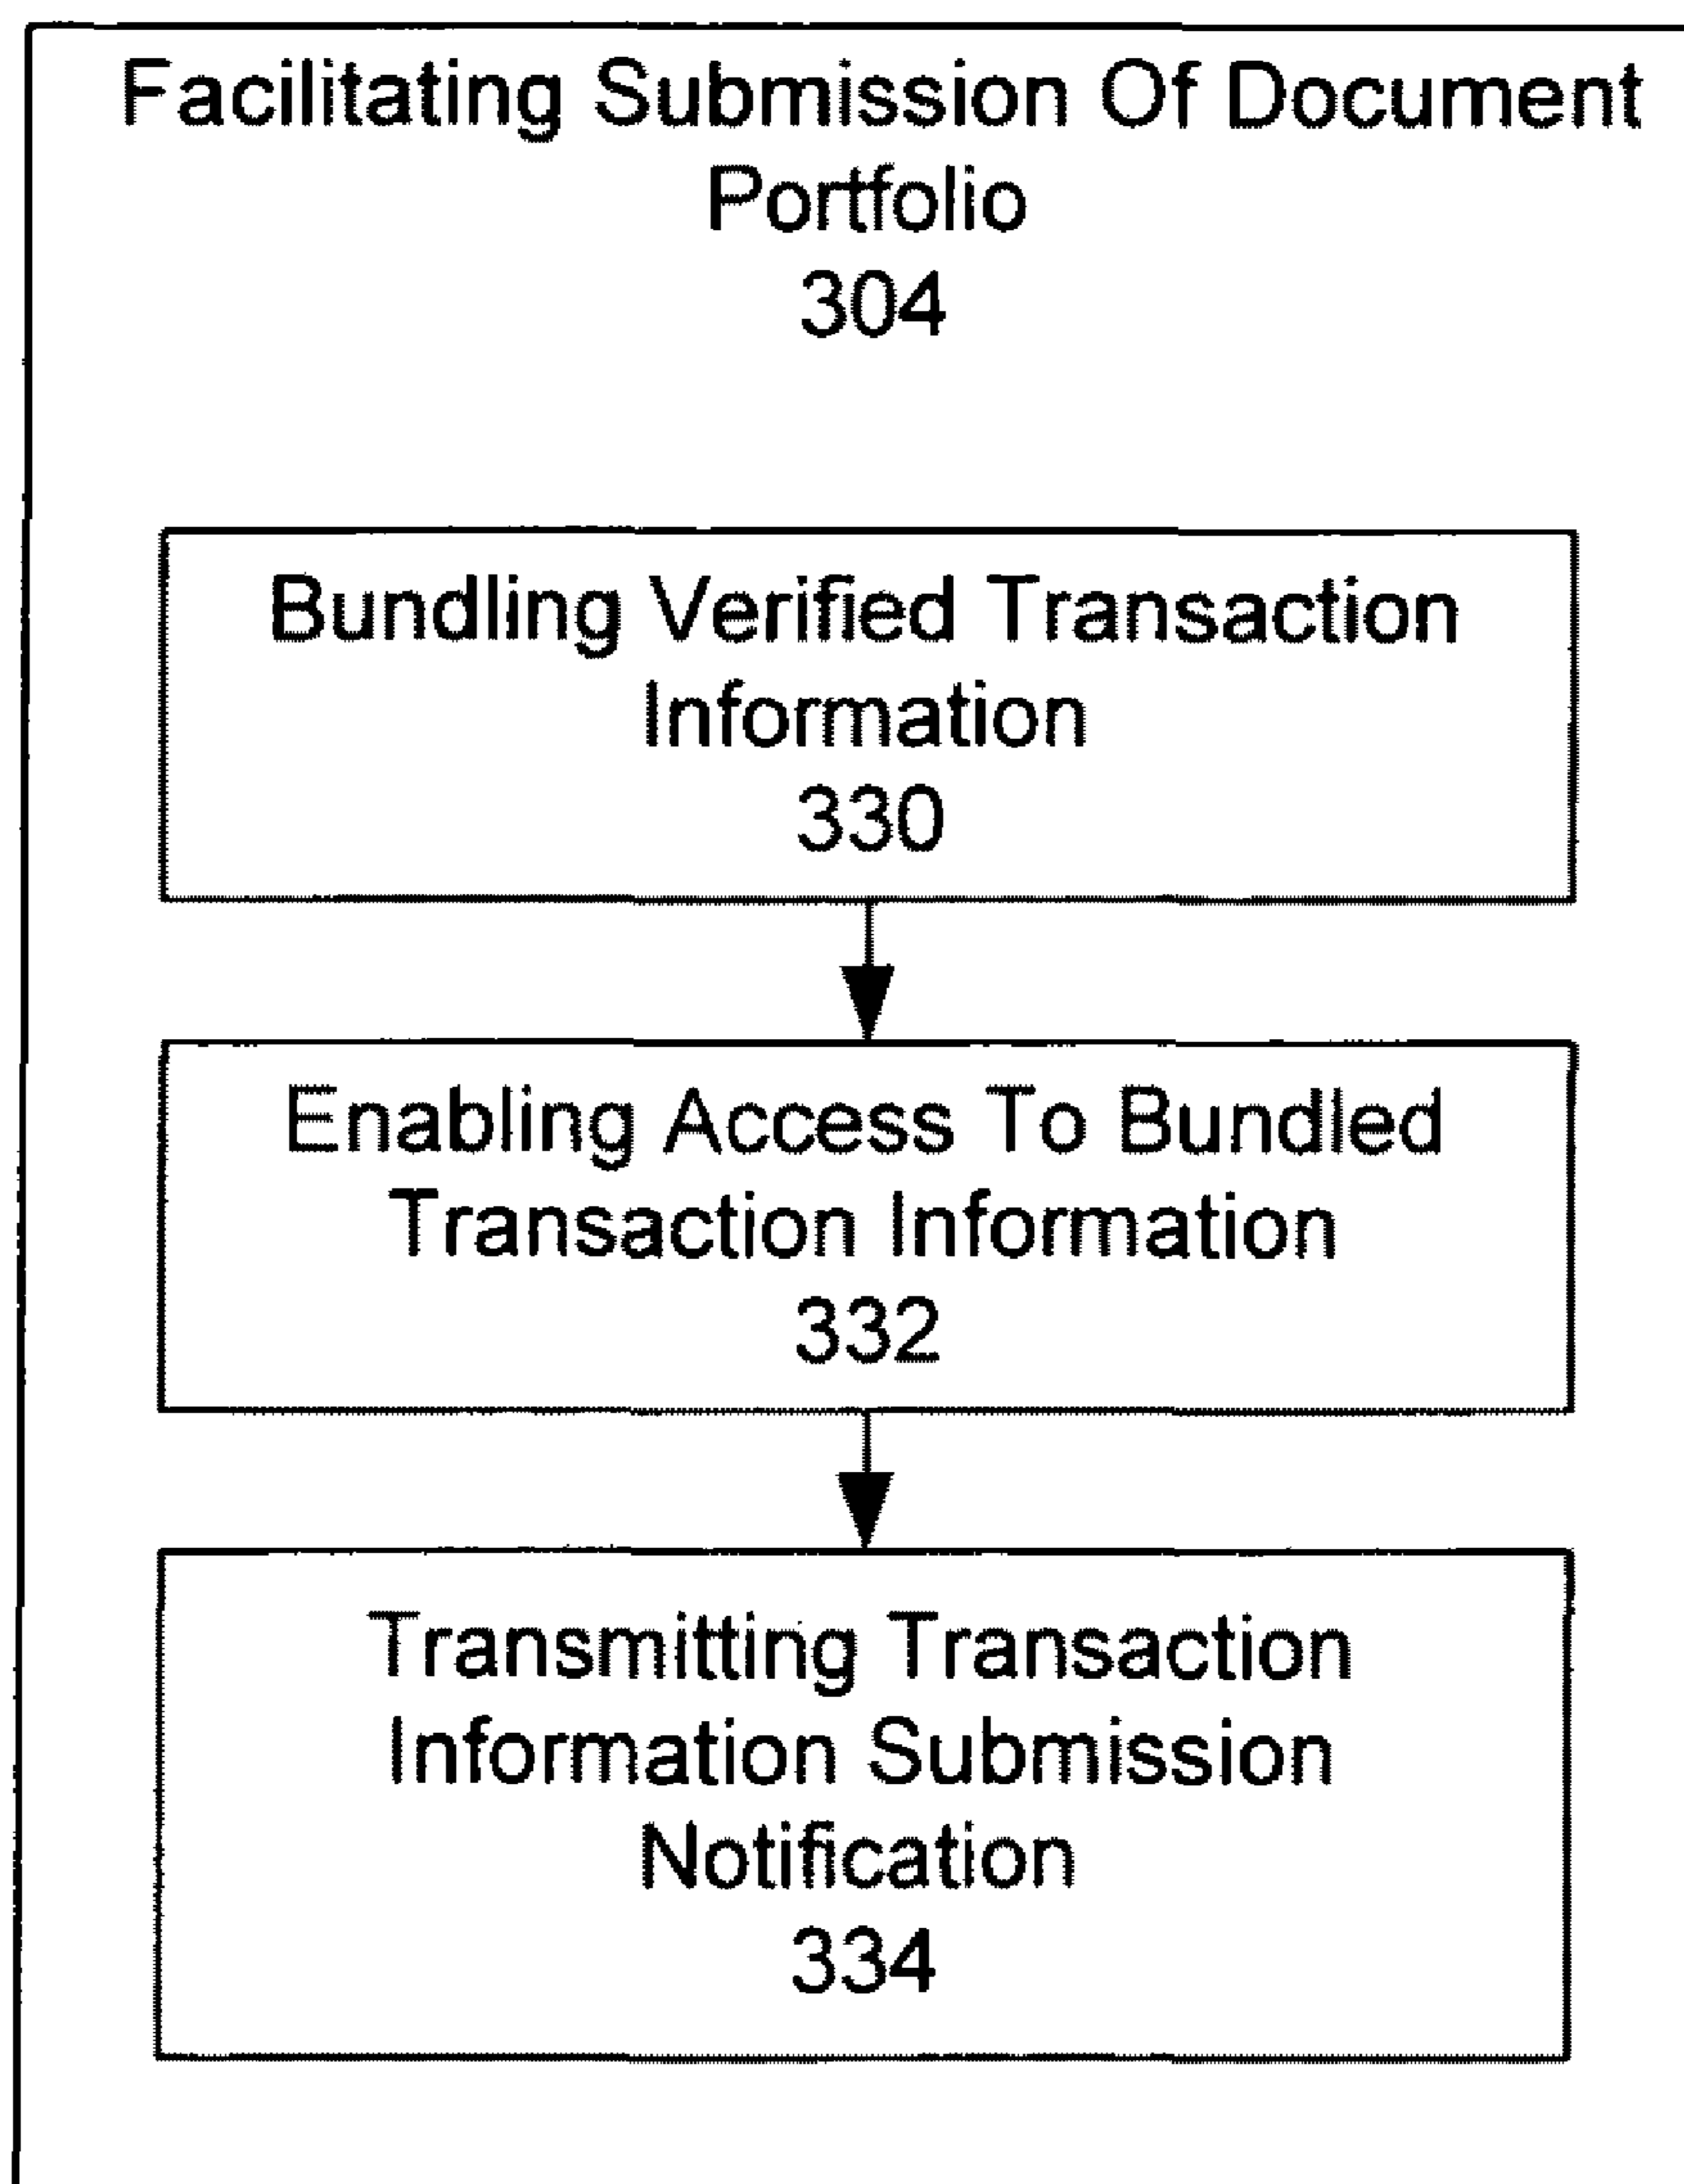 Facilitating Submission Of Document
Portfolio
304
Bundling Verified Transaction
Information
330
Enabling Access To Bundled
Transaction Information
332
Transmitting Transaction
Information Submission
Notification
334